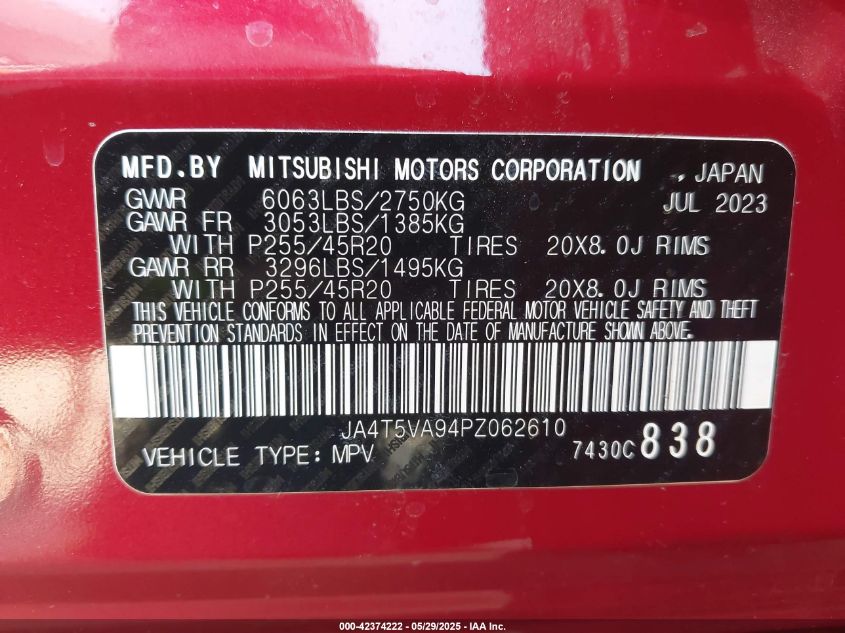 MFD.BY MITSUBISHI MOTORS CORPORATION , JAPAN
GVWR 6063LBS/2750KG JUL 2023
GAWR FR 3053LBS/1385KG
WITH P255/45R20 TIRES 20X8.0J RIMS
GAWR RR 3296LBS/1495KG
WITH P255/45R20 TIRES 20X8.0J RIMS
THIS VEHICLE CONFORMS TO ALL APPLICABLE FEDERAL MOTOR VEHICLE SAFETY AND THEFT
PREVENTION STANDARDS IN EFFECT ON THE DATE OF MANUFACTURE SHOWN ABOVE.
JA4T5VA94PZ062610
VEHICLE TYPE: MPV 7430C 838
000-42374222 - 05/29/2025 - IAA Inc.